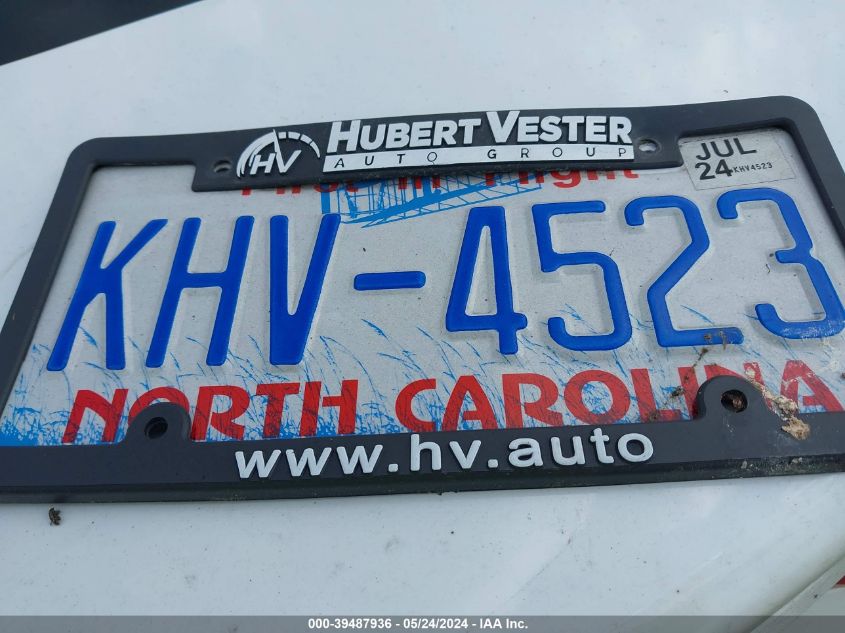 HV
HUBERT VESTER
AUTO GROUP
First in Flight
JUL
24 KHV4523
KHV-4523
NORTH CAROLINA
www.hv.auto
000-39487936 - 05/24/2024 - IAA Inc.